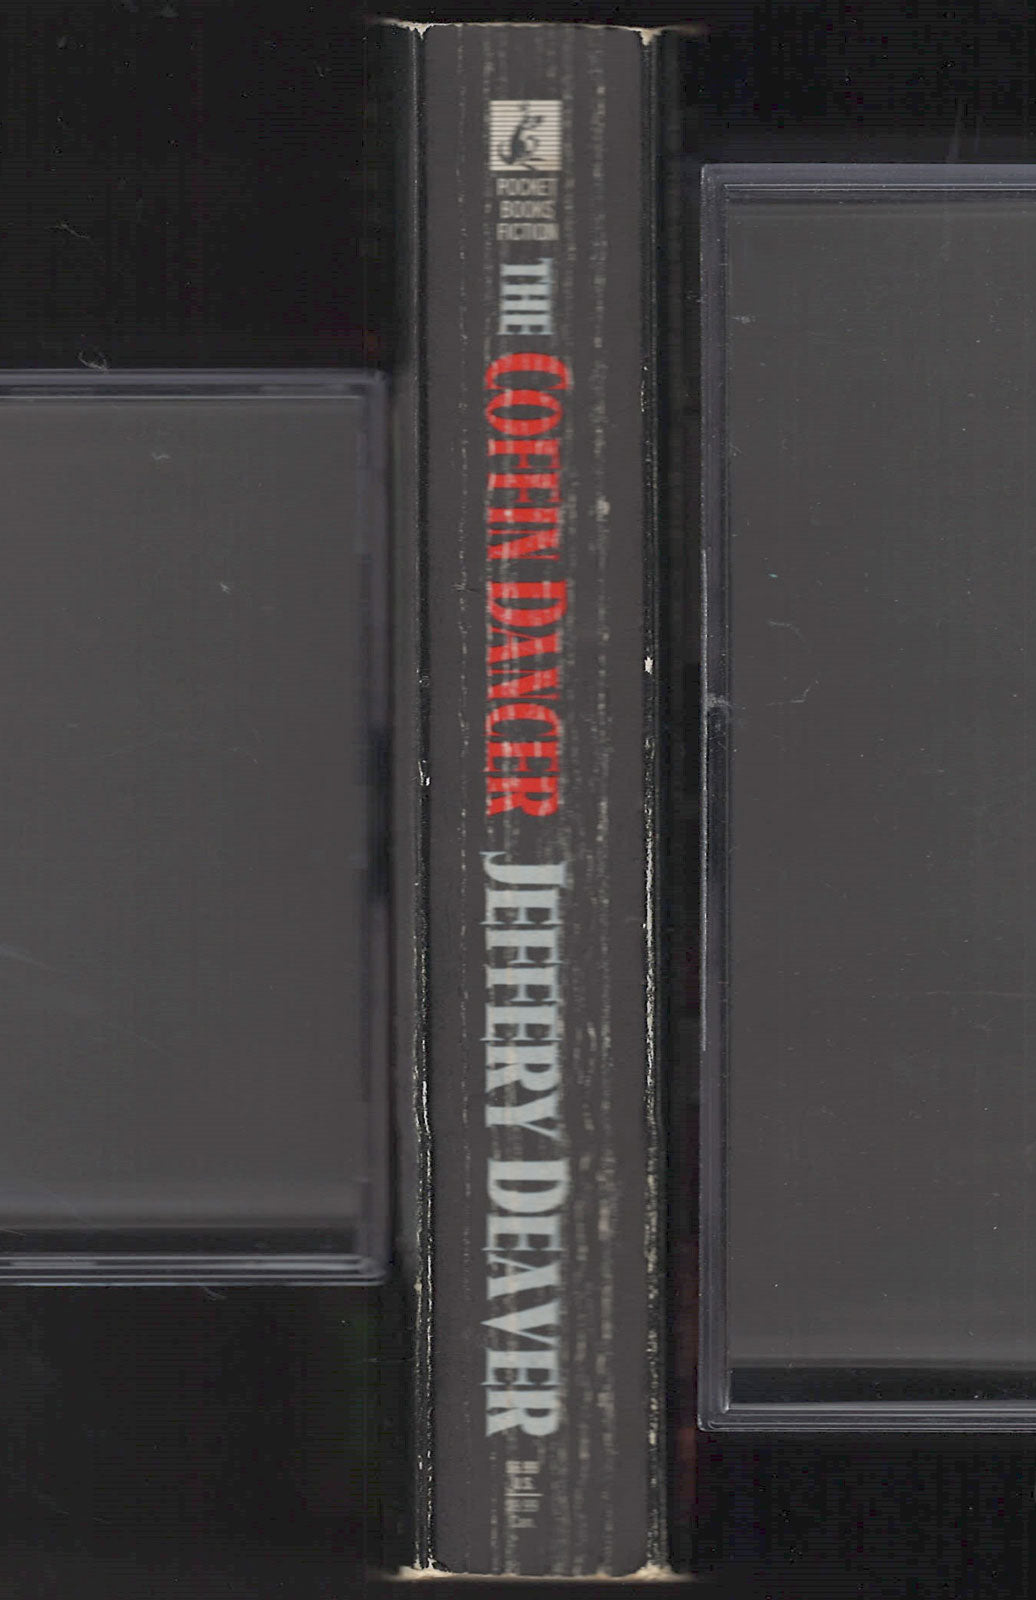 POCKET
BOOKS
FICTION
THE COFFIN DANCER JEFFERY DEAVER